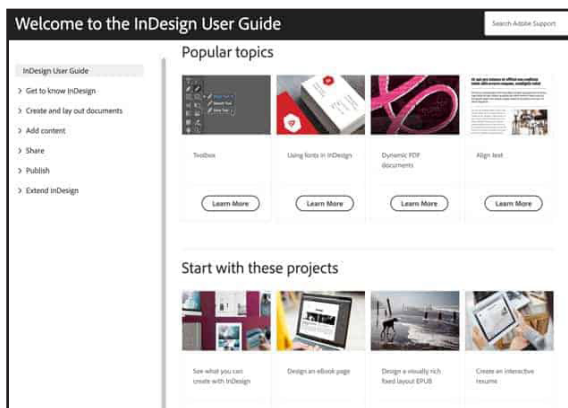 Welcome to the InDesign User Guide
Search Adobe Support
InDesign User Guide
> Get to know InDesign
> Create and lay out documents
> Add content
> Share
> Publish
> Extend InDesign
Popular topics
Toolbox
Using fonts in InDesign
Dynamic PDF
documents
Align text
Learn More
Learn More
Learn More
Learn More
Start with these projects
See what you can
create with InDesign
Design an eBook page
Design a visually rich
fixed layout EPUB
Create an interactive
resume